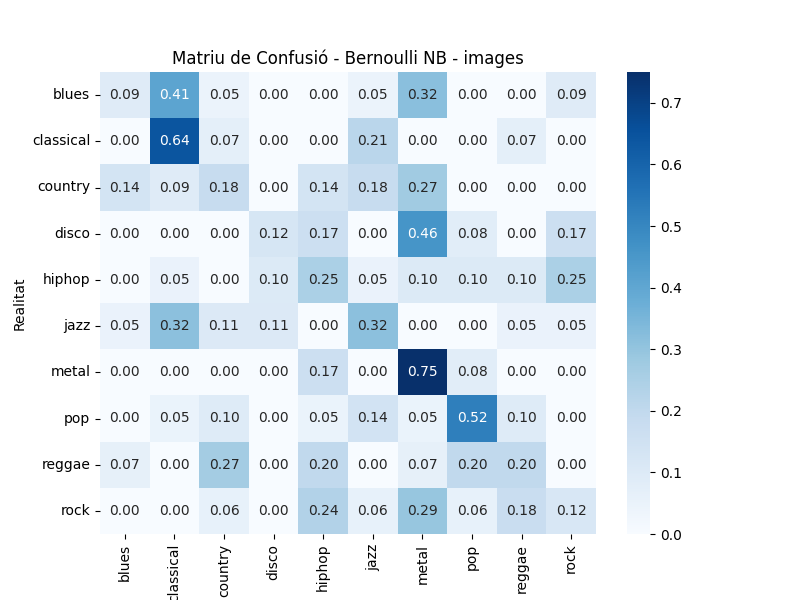 Matriu de Confusió - Bernoulli NB - images
blues 0.09 0.41 0.05 0.00 0.00 0.05 0.32 0.00 0.00 0.09
classical 0.00 0.64 0.07 0.00 0.00 0.21 0.00 0.00 0.07 0.00
country 0.14 0.09 0.18 0.00 0.14 0.18 0.27 0.00 0.00 0.00
disco 0.00 0.00 0.00 0.12 0.17 0.00 0.46 0.08 0.00 0.17
hiphop 0.00 0.05 0.00 0.10 0.25 0.05 0.10 0.10 0.10 0.25
jazz 0.05 0.32 0.11 0.11 0.00 0.32 0.00 0.00 0.05 0.05
metal 0.00 0.00 0.00 0.00 0.17 0.00 0.75 0.08 0.00 0.00
pop 0.00 0.05 0.10 0.00 0.05 0.14 0.05 0.52 0.10 0.00
reggae 0.07 0.00 0.27 0.00 0.20 0.00 0.07 0.20 0.20 0.00
rock 0.00 0.00 0.06 0.00 0.24 0.06 0.29 0.06 0.18 0.12
Realitat
blues classical country disco hiphop jazz metal pop reggae rock
0.7
0.6
0.5
0.4
0.3
0.2
0.1
0.0